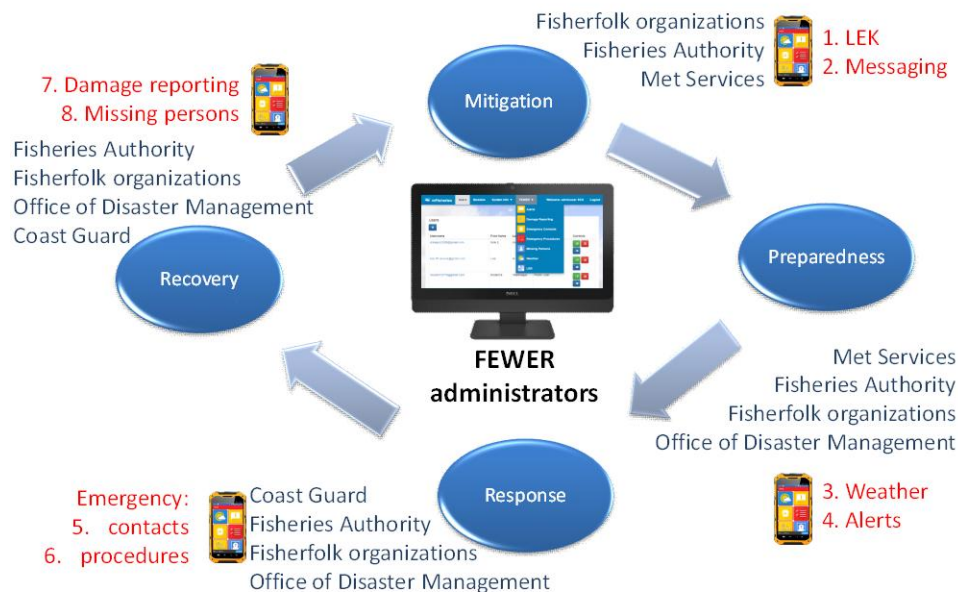 Fisherfolk organizations
Fisheries Authority
Met Services
1. LEK
2. Messaging
Mitigation
7. Damage reporting
8. Missing persons
Fisheries Authority
Fisherfolk organizations
Office of Disaster Management
Coast Guard
Recovery
Preparedness
DELL
FEWER
administrators
Met Services
Fisheries Authority
Fisherfolk organizations
Office of Disaster Management
3. Weather
4. Alerts
Response
Emergency:
5. contacts
6. procedures
Coast Guard
Fisheries Authority
Fisherfolk organizations
Office of Disaster Management